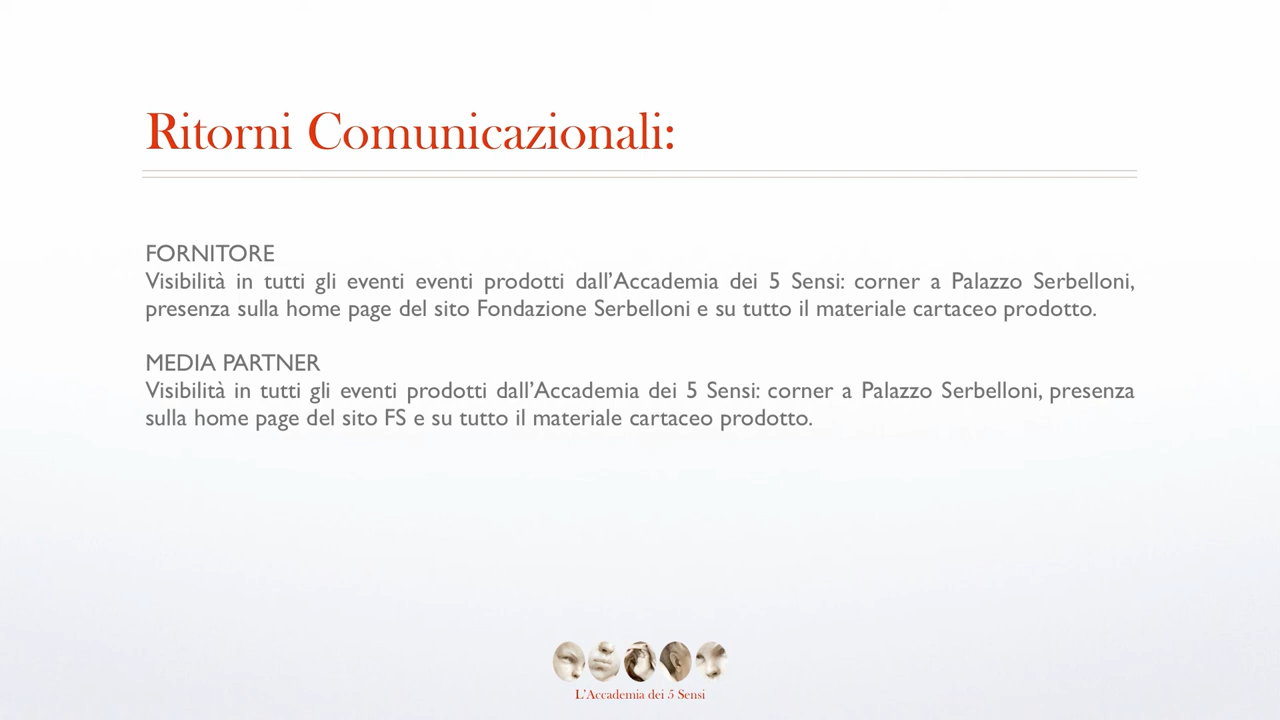 Ritorni Comunicazionali:
FORNITORE
Visibilità in tutti gli eventi eventi prodotti dall’Accademia dei 5 Sensi: corner a Palazzo Serbelloni,
presenza sulla home page del sito Fondazione Serbelloni e su tutto il materiale cartaceo prodotto.
MEDIA PARTNER
Visibilità in tutti gli eventi prodotti dall’Accademia dei 5 Sensi: corner a Palazzo Serbelloni, presenza
sulla home page del sito FS e su tutto il materiale cartaceo prodotto.
L’Accademia dei 5 Sensi